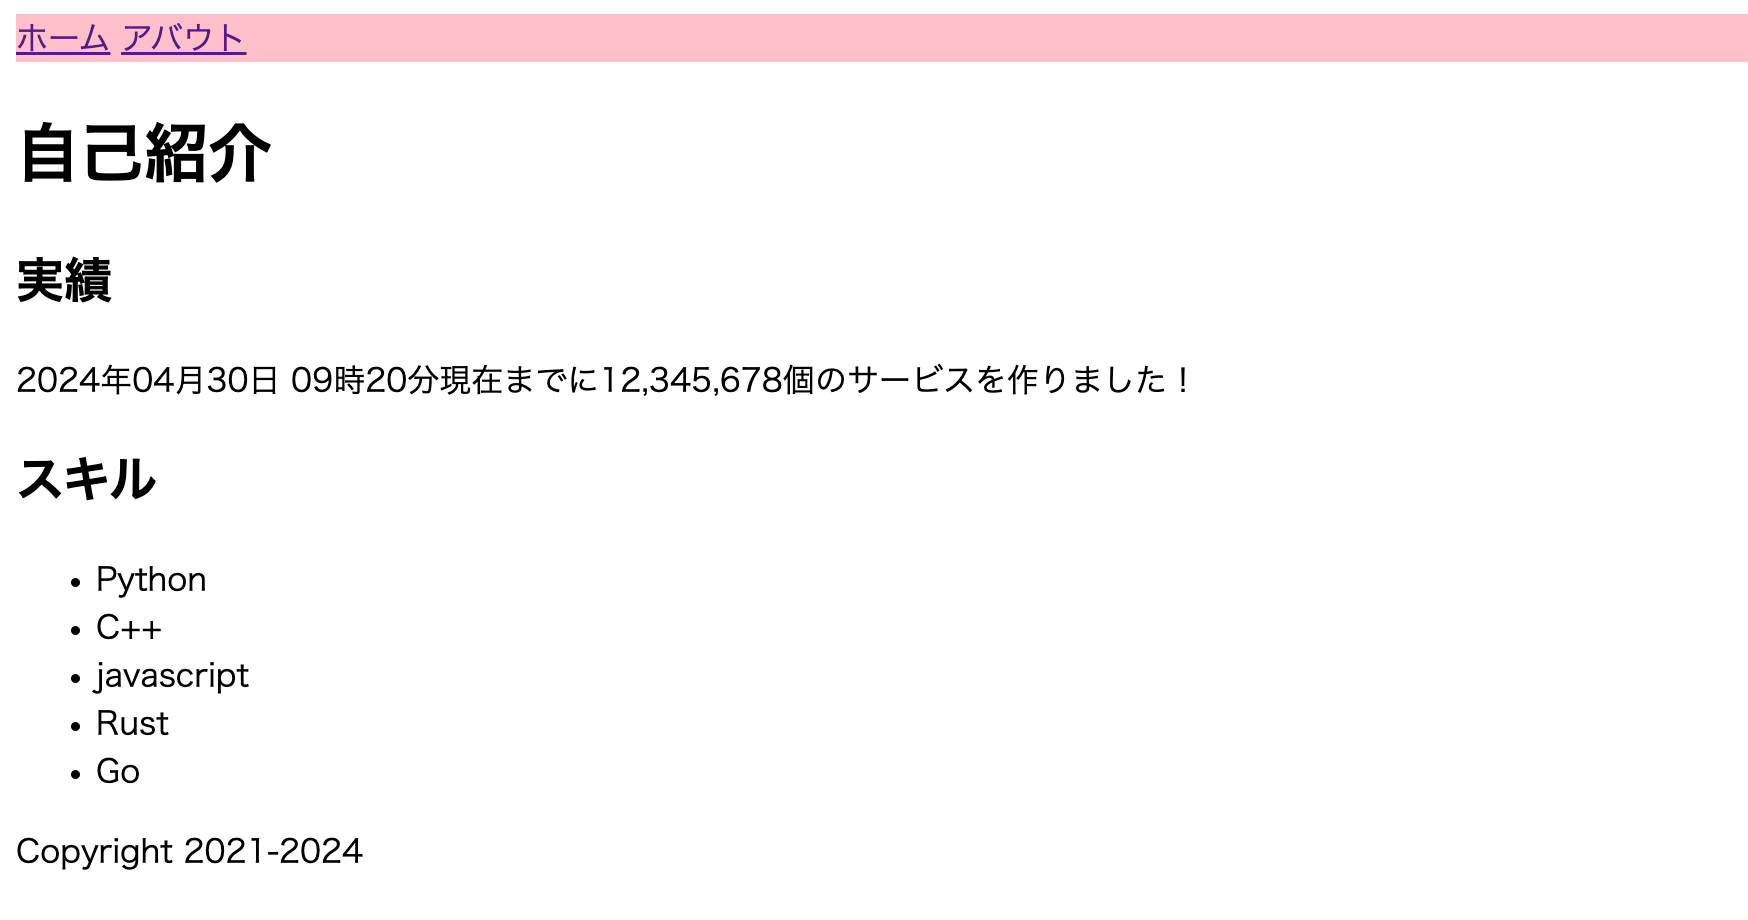 ホーム アバウト
自己紹介
実績
2024年04月30日 09時20分現在までに12,345,678個のサービスを作りました！
スキル
• Python
• C++
• javascript
• Rust
• Go
Copyright 2021-2024